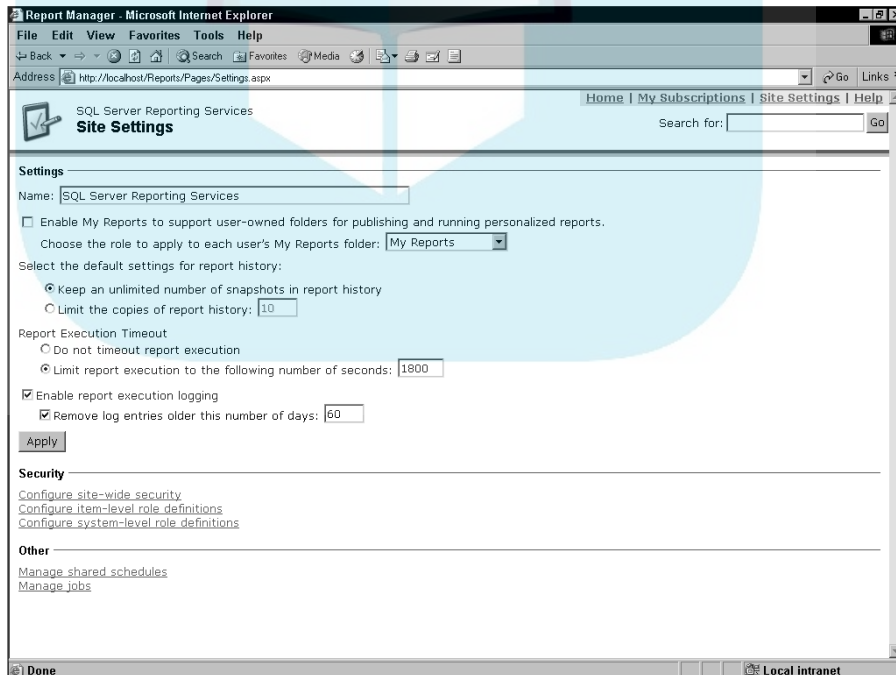 Report Manager - Microsoft Internet Explorer
File Edit View Favorites Tools Help
Back Search Favorites Media
Address http://localhost/Reports/Pages/Settings.aspx Go Links
Home | My Subscriptions | Site Settings | Help
SQL Server Reporting Services
Site Settings
Search for: Go
Settings
Name: SQL Server Reporting Services
Enable My Reports to support user-owned folders for publishing and running personalized reports.
Choose the role to apply to each user's My Reports folder: My Reports
Select the default settings for report history:
Keep an unlimited number of snapshots in report history
Limit the copies of report history: 10
Report Execution Timeout
Do not timeout report execution
Limit report execution to the following number of seconds: 1800
Enable report execution logging
Remove log entries older this number of days: 60
Apply
Security
Configure site-wide security
Configure item-level role definitions
Configure system-level role definitions
Other
Manage shared schedules
Manage jobs
Done Local intranet